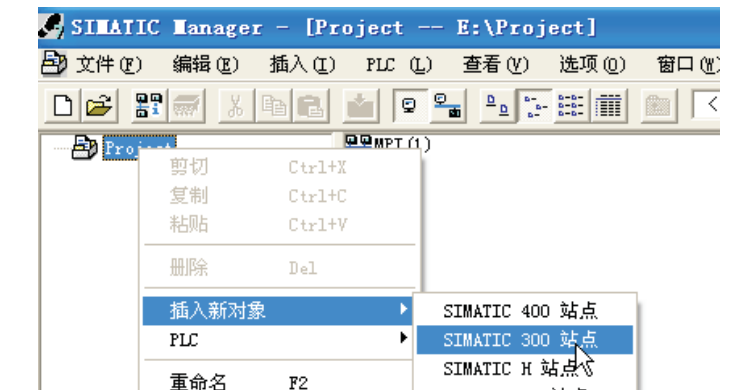 SIMATIC Manager - [Project -- E:\Project]
文件(F) 编辑(E) 插入(I) PLC (L) 查看(V) 选项(O) 窗口(W)
Project MPI(1)
剪切 Ctrl+X
复制 Ctrl+C
粘贴 Ctrl+V
删除 Del
插入新对象 SIMATIC 400 站点
PLC SIMATIC 300 站点
SIMATIC H 站点
重命名 F2